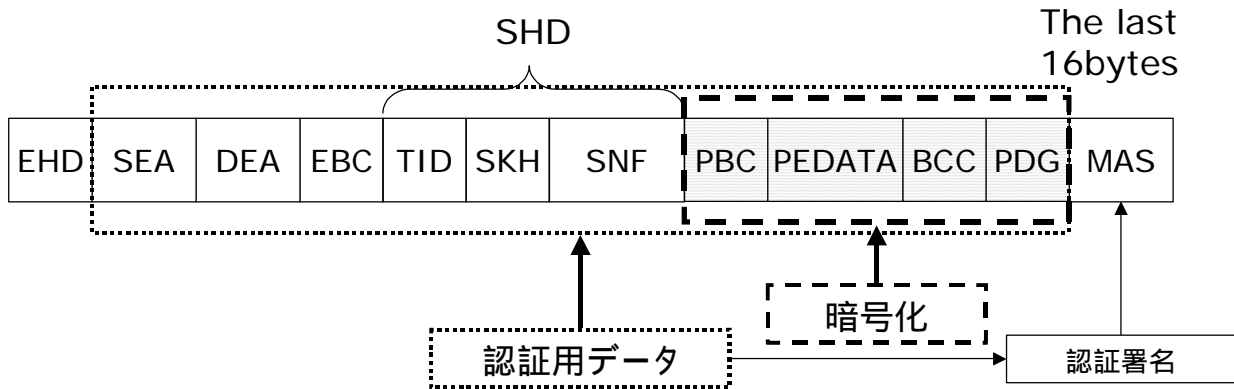 SHD
The last
16bytes
EHD SEA DEA EBC TID SKH SNF PBC PEDATA BCC PDG MAS
暗号化
認証用データ
認証署名